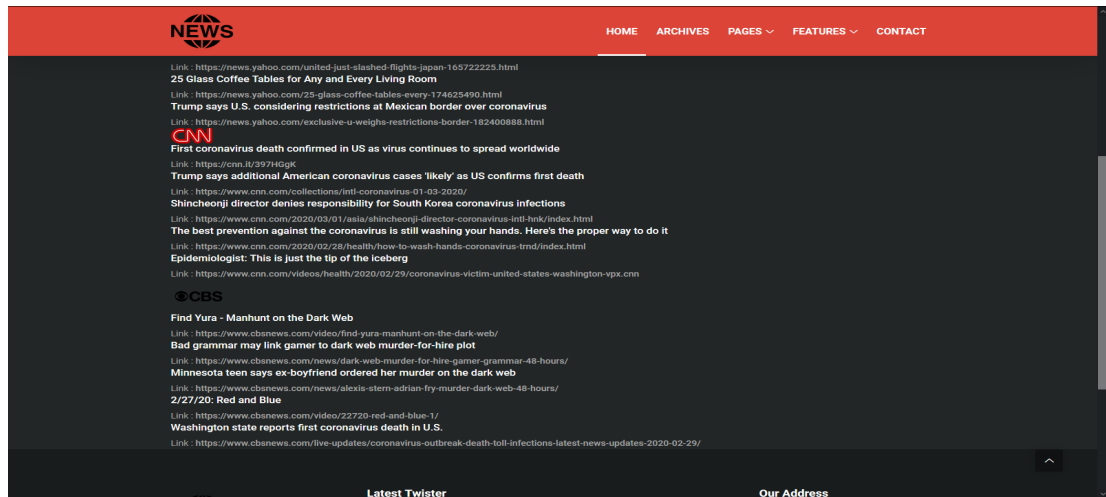 NEWS
HOME ARCHIVES PAGES FEATURES CONTACT
Link : https://news.yahoo.com/united-just-slashed-flights-japan-165722225.html
25 Glass Coffee Tables for Any and Every Living Room
Link : https://news.yahoo.com/25-glass-coffee-tables-every-174625490.html
Trump says U.S. considering restrictions at Mexican border over coronavirus
Link : https://news.yahoo.com/exclusive-u-weighs-restrictions-border-182400888.html
CNN
First coronavirus death confirmed in US as virus continues to spread worldwide
Link : https://cnn.it/397HGgK
Trump says additional American coronavirus cases 'likely' as US confirms first death
Link : https://www.cnn.com/collections/intl-coronavirus-01-03-2020/
Shincheonji director denies responsibility for South Korea coronavirus infections
Link : https://www.cnn.com/2020/03/01/asia/shincheonji-director-coronavirus-intl-hnk/index.html
The best prevention against the coronavirus is still washing your hands. Here's the proper way to do it
Link : https://www.cnn.com/2020/02/28/health/how-to-wash-hands-coronavirus-trnd/index.html
Epidemiologist: This is just the tip of the iceberg
Link : https://www.cnn.com/videos/health/2020/02/29/coronavirus-victim-united-states-washington-vpx.cnn
CBS
Find Yura - Manhunt on the Dark Web
Link : https://www.cbsnews.com/video/find-yura-manhunt-on-the-dark-web/
Bad grammar may link gamer to dark web murder-for-hire plot
Link : https://www.cbsnews.com/news/dark-web-murder-for-hire-gamer-grammar-48-hours/
Minnesota teen says ex-boyfriend ordered her murder on the dark web
Link : https://www.cbsnews.com/news/alexis-stern-adrian-fry-murder-dark-web-48-hours/
2/27/20: Red and Blue
Link : https://www.cbsnews.com/video/22720-red-and-blue-1/
Washington state reports first coronavirus death in U.S.
Link : https://www.cbsnews.com/live-updates/coronavirus-outbreak-death-toll-infections-latest-news-updates-2020-02-29/
Latest Twister Our Address